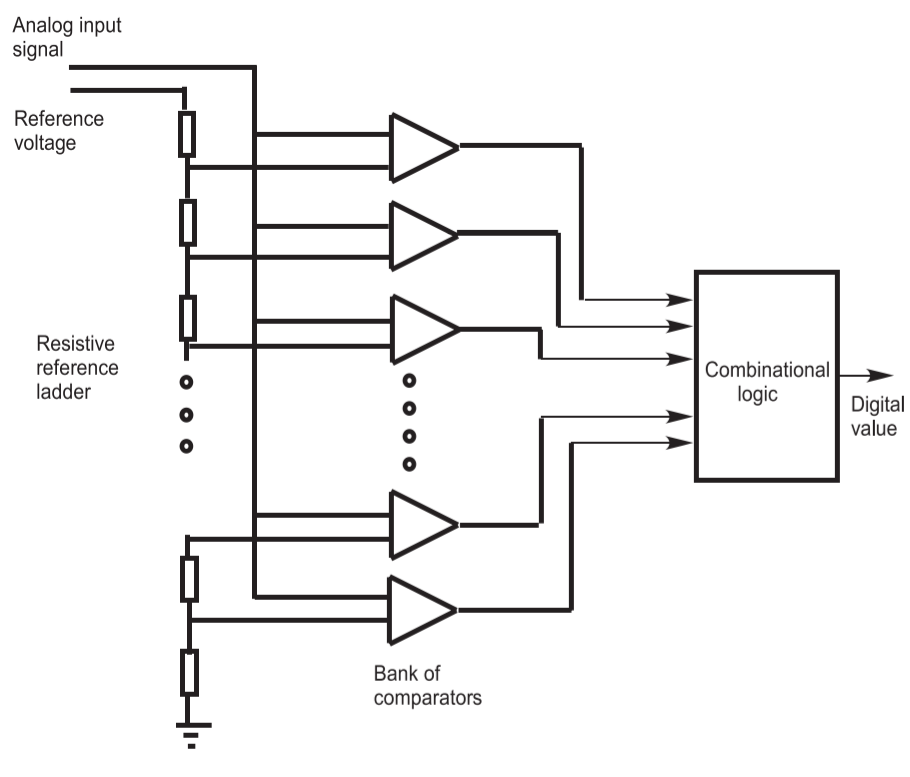 Analog input
signal
Reference
voltage
Resistive
reference
ladder
Combinational
logic
Digital
value
Bank of
comparators